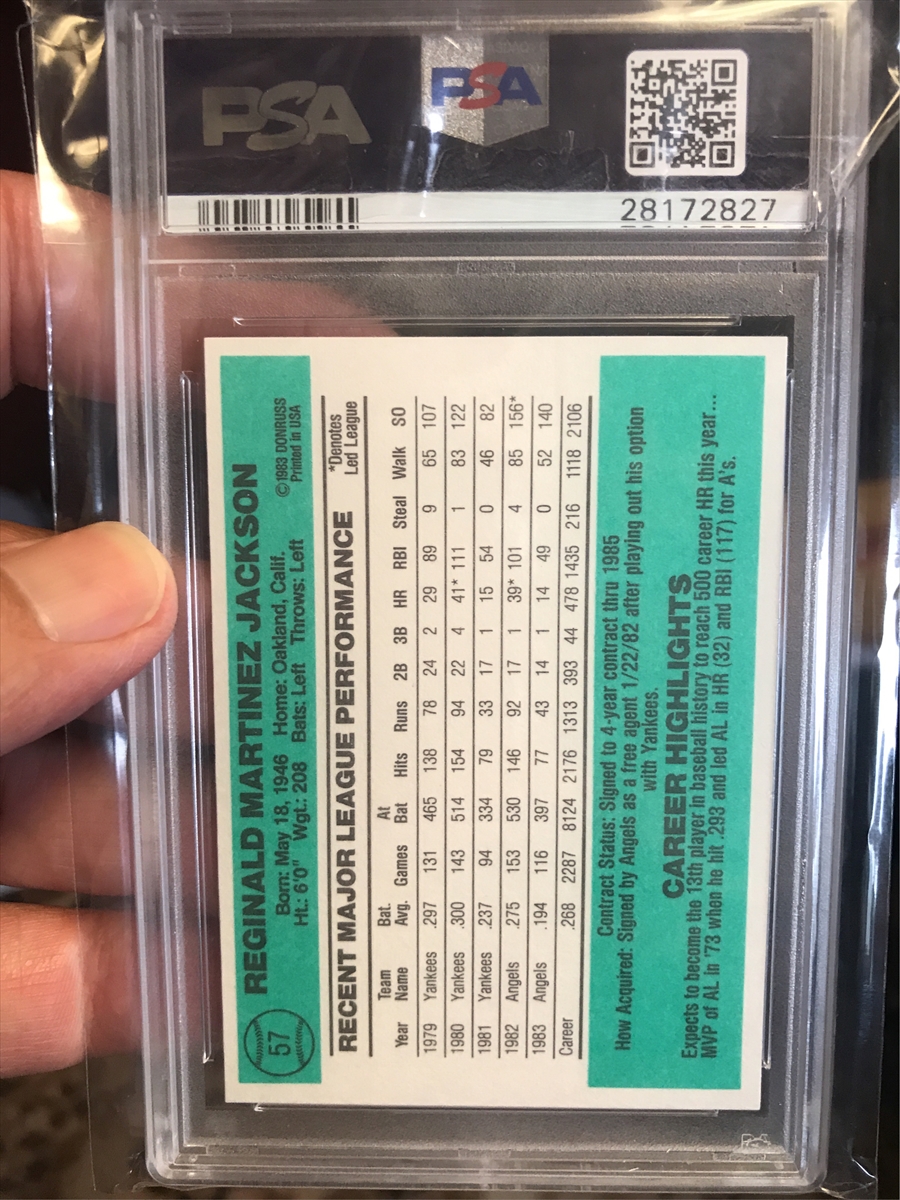 PSA
PSA
28172827
57
REGINALD MARTINEZ JACKSON
Born: May 18, 1946 Home: Oakland, Calif.
Ht.: 6'0" Wgt.: 208 Bats: Left Throws: Left
©1983 DONRUSS
Printed in USA
RECENT MAJOR LEAGUE PERFORMANCE
*Denotes
Led League
Year Team Name Bat. Avg. Games At Bat Hits Runs 2B 3B HR RBI Steal Walk SO
1979 Yankees .297 131 465 138 78 24 2 29 89 9 65 107
1980 Yankees .300 143 514 154 94 22 4 41* 111 1 83 122
1981 Yankees .237 94 334 79 33 17 1 15 54 0 46 82
1982 Angels .275 153 530 146 92 17 1 39* 101 4 85 156*
1983 Angels .194 116 397 77 43 14 1 14 49 0 52 140
Career .268 2287 8124 2176 1313 393 44 478 1435 216 1118 2106
Contract Status: Signed to 4-year contract thru 1985
How Acquired: Signed by Angels as a free agent 1/22/82 after playing out his option
with Yankees.
CAREER HIGHLIGHTS
Expects to become the 13th player in baseball history to reach 500 career HR this year...
MVP of AL in '73 when he hit .293 and led AL in HR (32) and RBI (117) for A's.